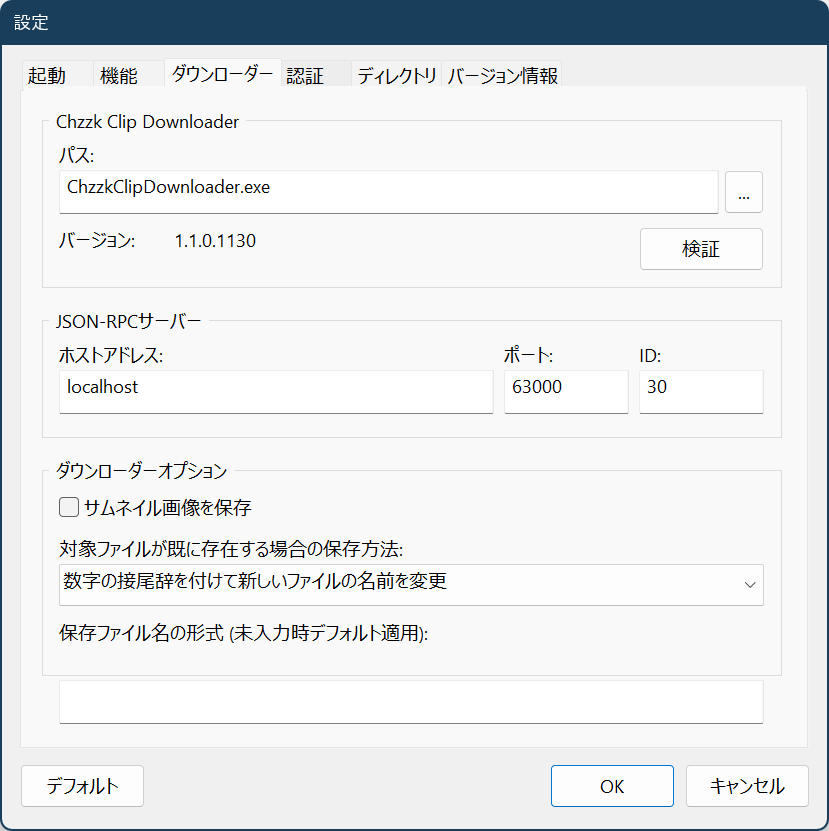 設定
起動 機能 ダウンローダー 認証 ディレクトリ バージョン情報
Chzzk Clip Downloader
パス:
ChzzkClipDownloader.exe ...
バージョン: 1.1.0.1130 検証
JSON-RPCサーバー
ホストアドレス: ポート: ID:
localhost 63000 30
ダウンローダーオプション
サムネイル画像を保存
対象ファイルが既に存在する場合の保存方法:
数字の接尾辞を付けて新しいファイルの名前を変更
保存ファイル名の形式 (未入力時デフォルト適用):
デフォルト OK キャンセル